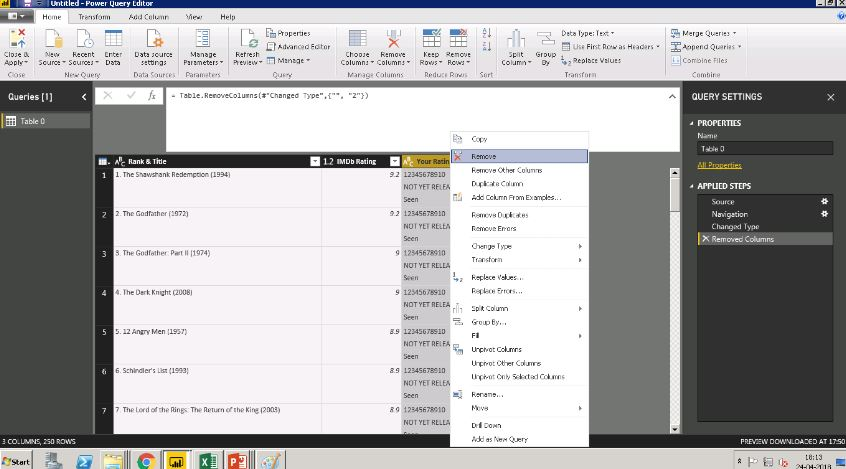 Untitled - Power Query Editor
Home Transform Add Column View Help
Close & Apply
New Source
Recent Sources
Enter Data
Data source settings
Manage Parameters
Refresh Preview
Properties
Advanced Editor
Manage
Choose Columns
Remove Columns
Keep Rows
Remove Rows
Split Column
Group By
Data Type: Text
Use First Row as Headers
Replace Values
Merge Queries
Append Queries
Combine Files
Close New Query Data Sources Parameters Query Manage Columns Reduce Rows Sort Transform Combine
Queries [1]
Table 0
fx
= Table.RemoveColumns(#"Changed Type",{"", "2"})
Rank & Title 1.2 IMDb Rating Your Ratin
1 1. The Shawshank Redemption (1994) 9.2 12345678910
NOT YET RELEA
Seen
2 2. The Godfather (1972) 9.2 12345678910
NOT YET RELEA
Seen
3 3. The Godfather: Part II (1974) 9 12345678910
NOT YET RELEA
Seen
4 4. The Dark Knight (2008) 9 12345678910
NOT YET RELEA
Seen
5 5. 12 Angry Men (1957) 8.9 12345678910
NOT YET RELEA
Seen
6 6. Schindler's List (1993) 8.9 12345678910
NOT YET RELEA
Seen
7 7. The Lord of the Rings: The Return of the King (2003) 8.9 12345678910
NOT YET RELEA
Seen
Copy
Remove
Remove Other Columns
Duplicate Column
Add Column From Examples...
Remove Duplicates
Remove Errors
Change Type
Transform
Replace Values...
Replace Errors...
Split Column
Group By...
Fill
Unpivot Columns
Unpivot Other Columns
Unpivot Only Selected Columns
Rename...
Move
Drill Down
Add as New Query
QUERY SETTINGS
PROPERTIES
Name
Table 0
All Properties
APPLIED STEPS
Source
Navigation
Changed Type
Removed Columns
3 COLUMNS, 250 ROWS
PREVIEW DOWNLOADED AT 17:50
Start
18:13
24-04-2018